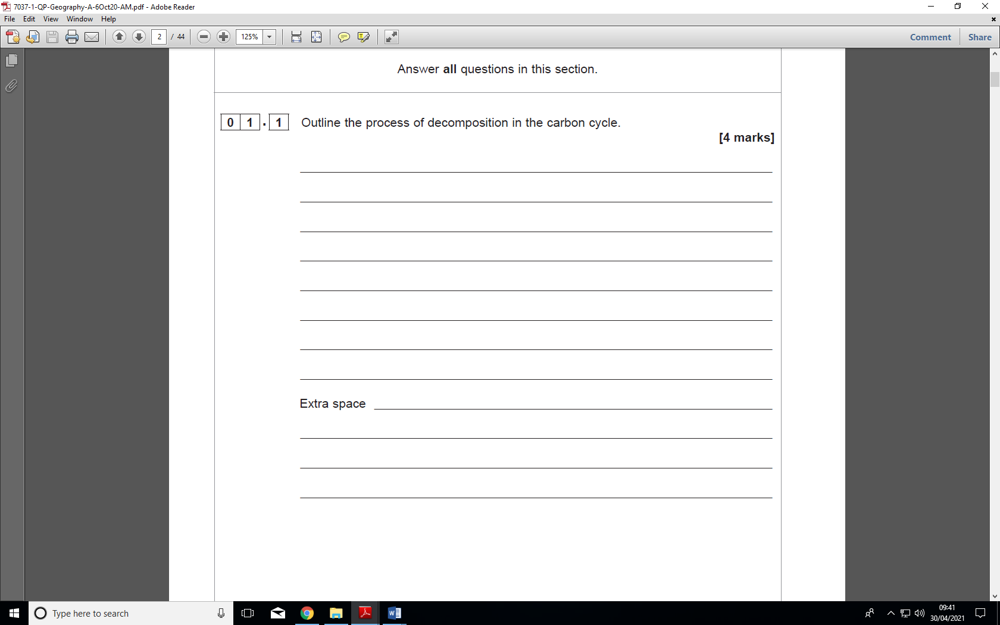 7037-1-QP-Geography-A-6Oct20-AM.pdf - Adobe Reader
File Edit View Window Help
2 / 44 125% Comment Share
Answer all questions in this section.
0 1 . 1 Outline the process of decomposition in the carbon cycle.
[4 marks]
Extra space
Type here to search
09:41
30/04/2021